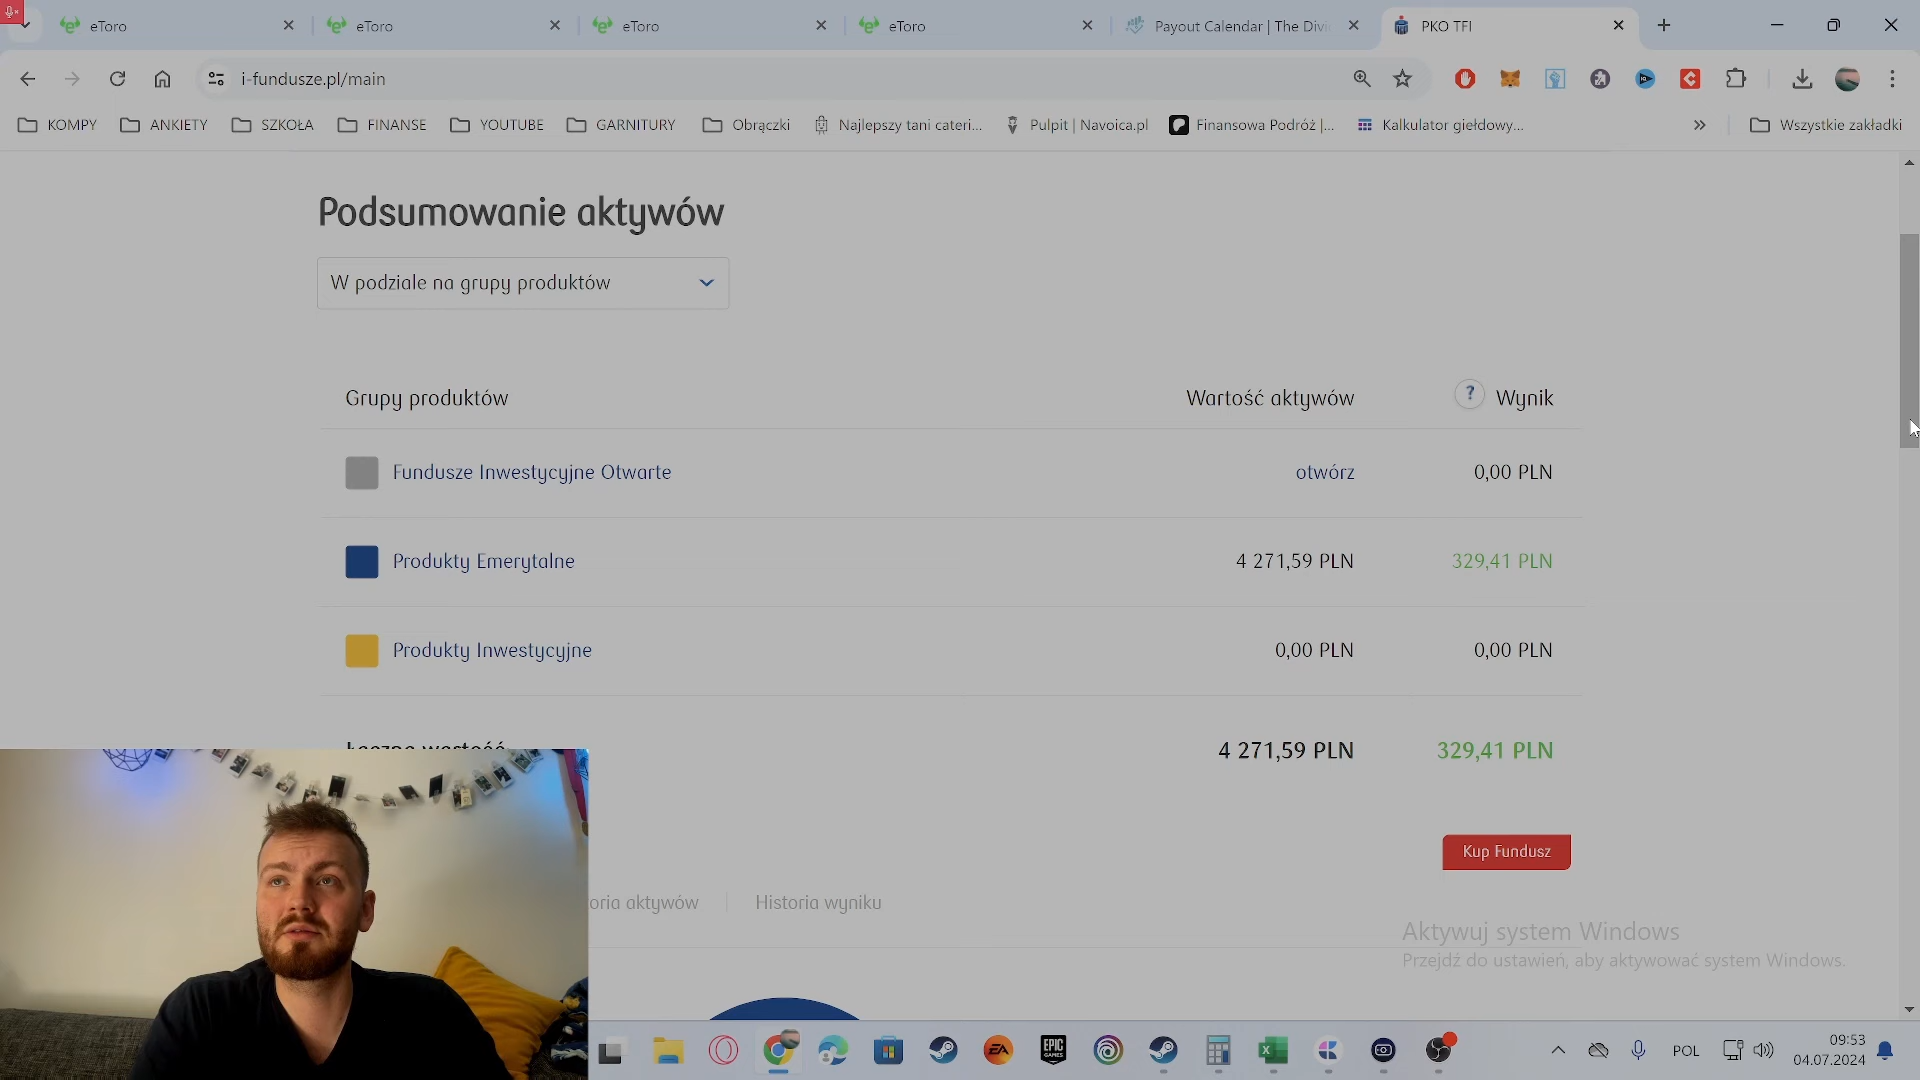 eToro
eToro
eToro
eToro
Payout Calendar | The Divi
PKO TFI
i-fundusze.pl/main
KOMPY
ANKIETY
SZKOŁA
FINANSE
YOUTUBE
GARNITURY
Obrączki
Najlepszy tani cateri...
Pulpit | Navoica.pl
Finansowa Podróż |...
Kalkulator giełdowy...
Wszystkie zakładki
Podsumowanie aktywów
W podziale na grupy produktów
Grupy produktów
Wartość aktywów
? Wynik
Fundusze Inwestycyjne Otwarte
otwórz
0,00 PLN
Produkty Emerytalne
4 271,59 PLN
329,41 PLN
Produkty Inwestycyjne
0,00 PLN
0,00 PLN
4 271,59 PLN
329,41 PLN
Kup Fundusz
oria aktywów
Historia wyniku
Aktywuj system Windows
Przejdź do ustawień, aby aktywować system Windows.
EA
EPIC
GAMES
POL
09:53
04.07.2024